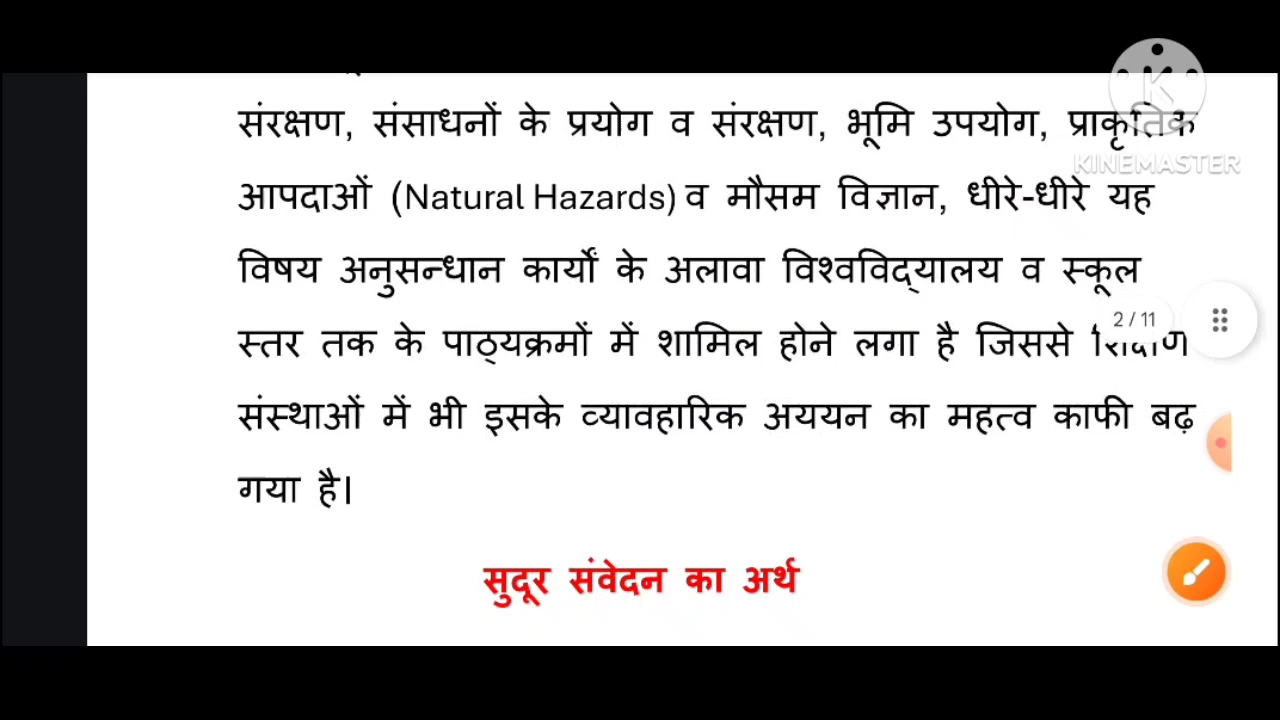 संरक्षण, संसाधनों के प्रयोग व संरक्षण, भूमि उपयोग, प्राकृतिक
आपदाओं (Natural Hazards) व मौसम विज्ञान, धीरे-धीरे यह
विषय अनुसन्धान कार्यों के अलावा विश्वविद्यालय व स्कूल
स्तर तक के पाठ्यक्रमों में शामिल होने लगा है जिससे
संस्थाओं में भी इसके व्यावहारिक अययन का महत्व काफी बढ़
गया है।
सुदूर संवेदन का अर्थ
2 / 11
K
KINEMASTER